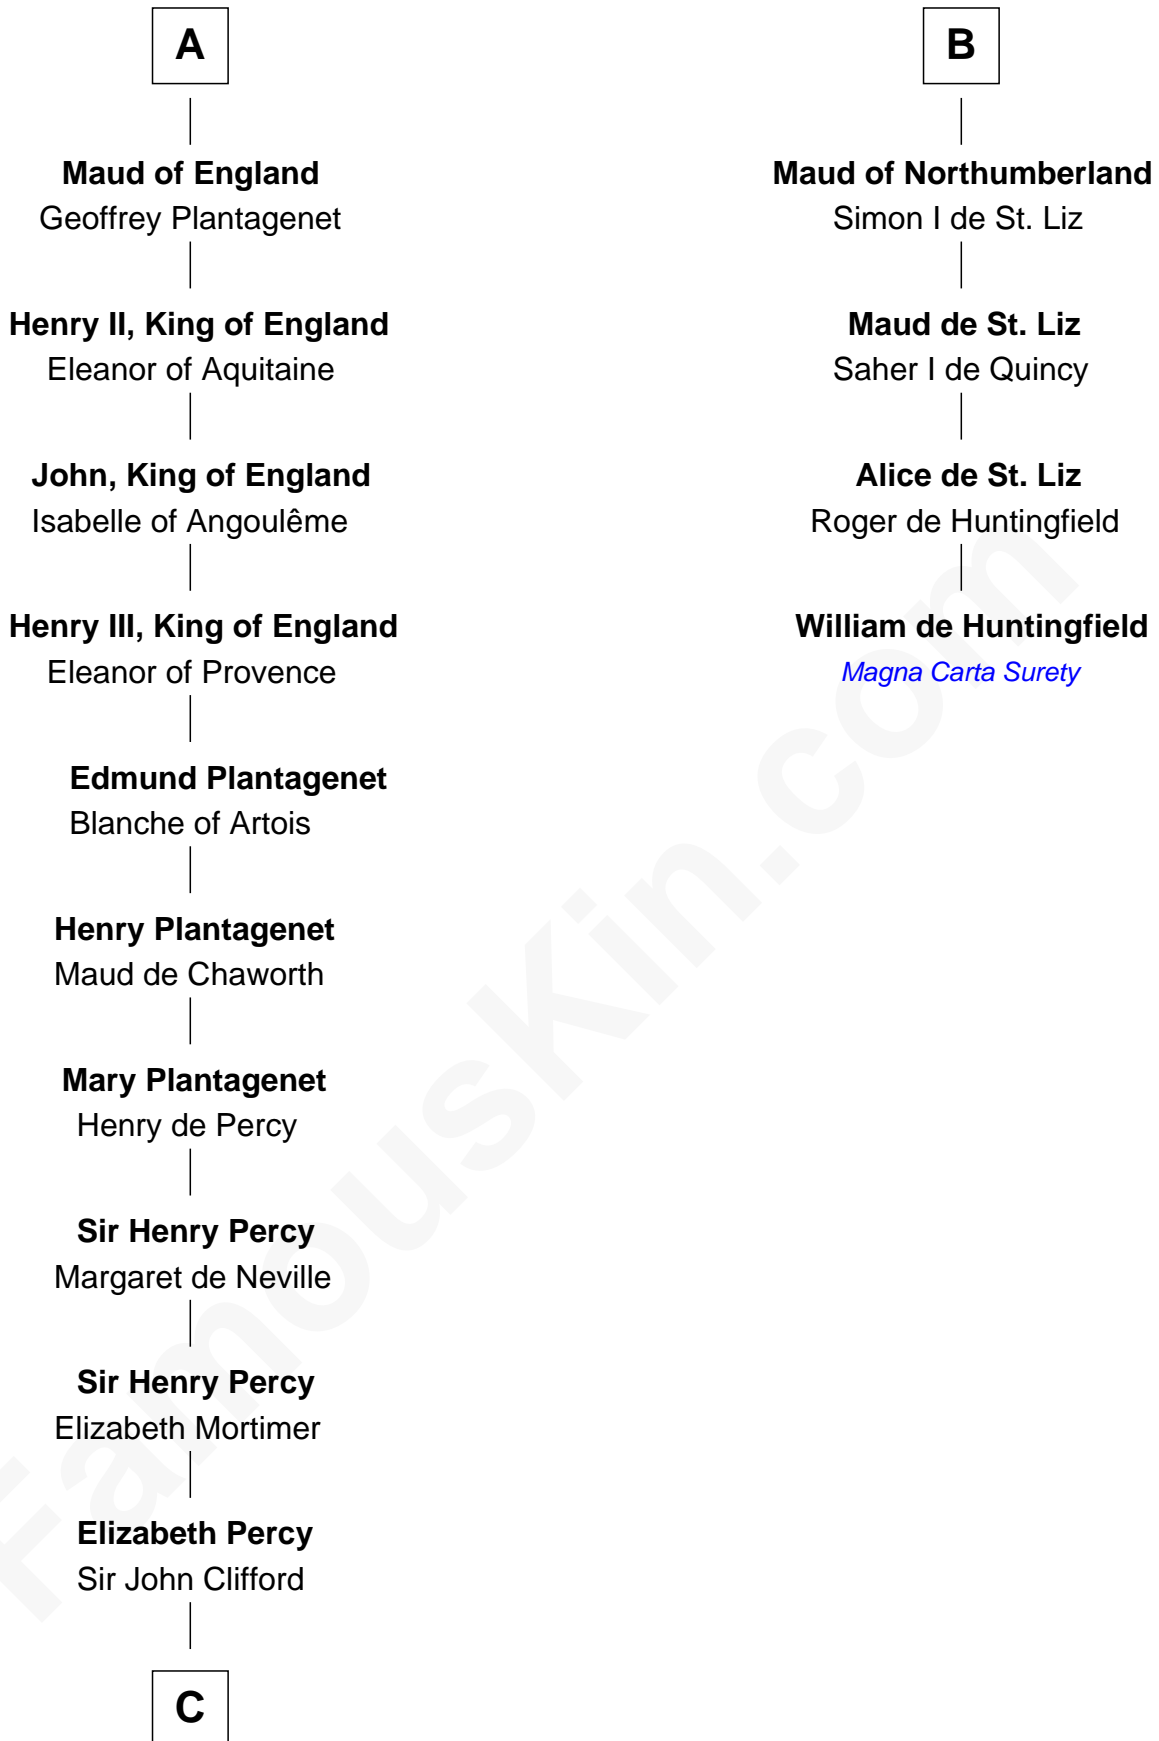 A
Maud of England
Geoffrey Plantagenet
Henry II, King of England
Eleanor of Aquitaine
John, King of England
Isabelle of Angoulême
Henry III, King of England
Eleanor of Provence
Edmund Plantagenet
Blanche of Artois
Henry Plantagenet
Maud de Chaworth
Mary Plantagenet
Henry de Percy
Sir Henry Percy
Margaret de Neville
Sir Henry Percy
Elizabeth Mortimer
Elizabeth Percy
Sir John Clifford
C
B
Maud of Northumberland
Simon I de St. Liz
Maud de St. Liz
Saher I de Quincy
Alice de St. Liz
Roger de Huntingfield
William de Huntingfield
Magna Carta Surety
FamousKin.com